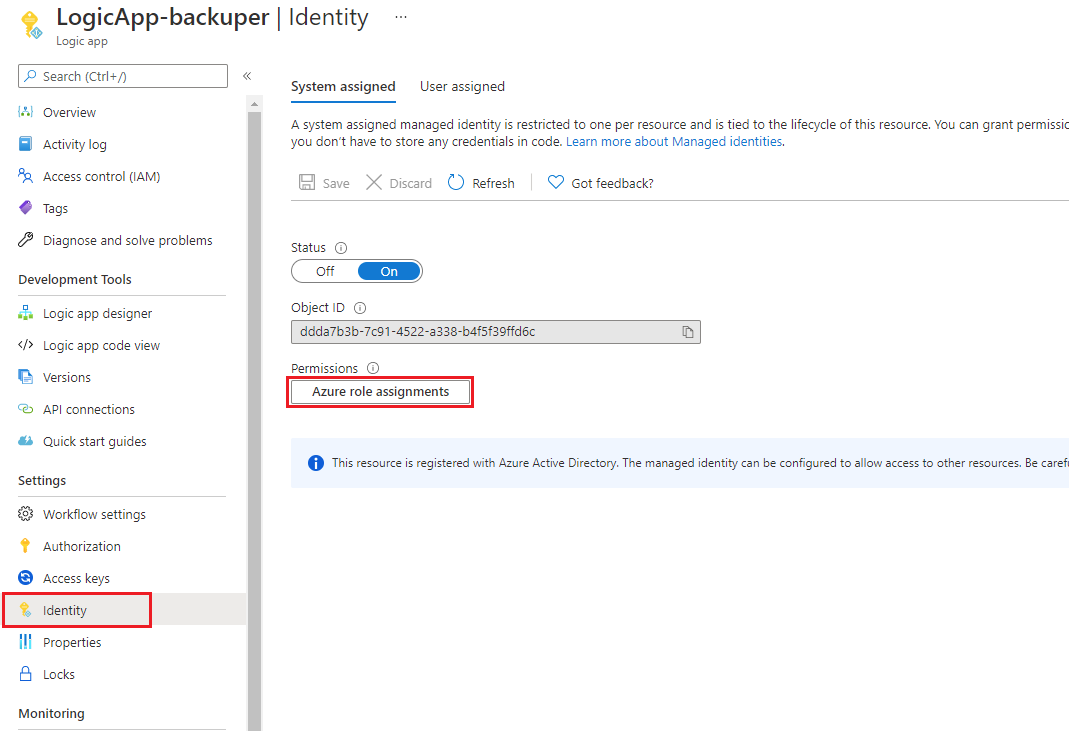 LogicApp-backuper | Identity ...
Logic app
Search (Ctrl+/)
«
Overview
Activity log
Access control (IAM)
Tags
Diagnose and solve problems
Development Tools
Logic app designer
Logic app code view
Versions
API connections
Quick start guides
Settings
Workflow settings
Authorization
Access keys
Identity
Properties
Locks
Monitoring
System assigned User assigned
A system assigned managed identity is restricted to one per resource and is tied to the lifecycle of this resource. You can grant permissio
you don't have to store any credentials in code. Learn more about Managed identities.
Save Discard Refresh Got feedback?
Status
Off On
Object ID
ddda7b3b-7c91-4522-a338-b4f5f39ffd6c
Permissions
Azure role assignments
This resource is registered with Azure Active Directory. The managed identity can be configured to allow access to other resources. Be carefu